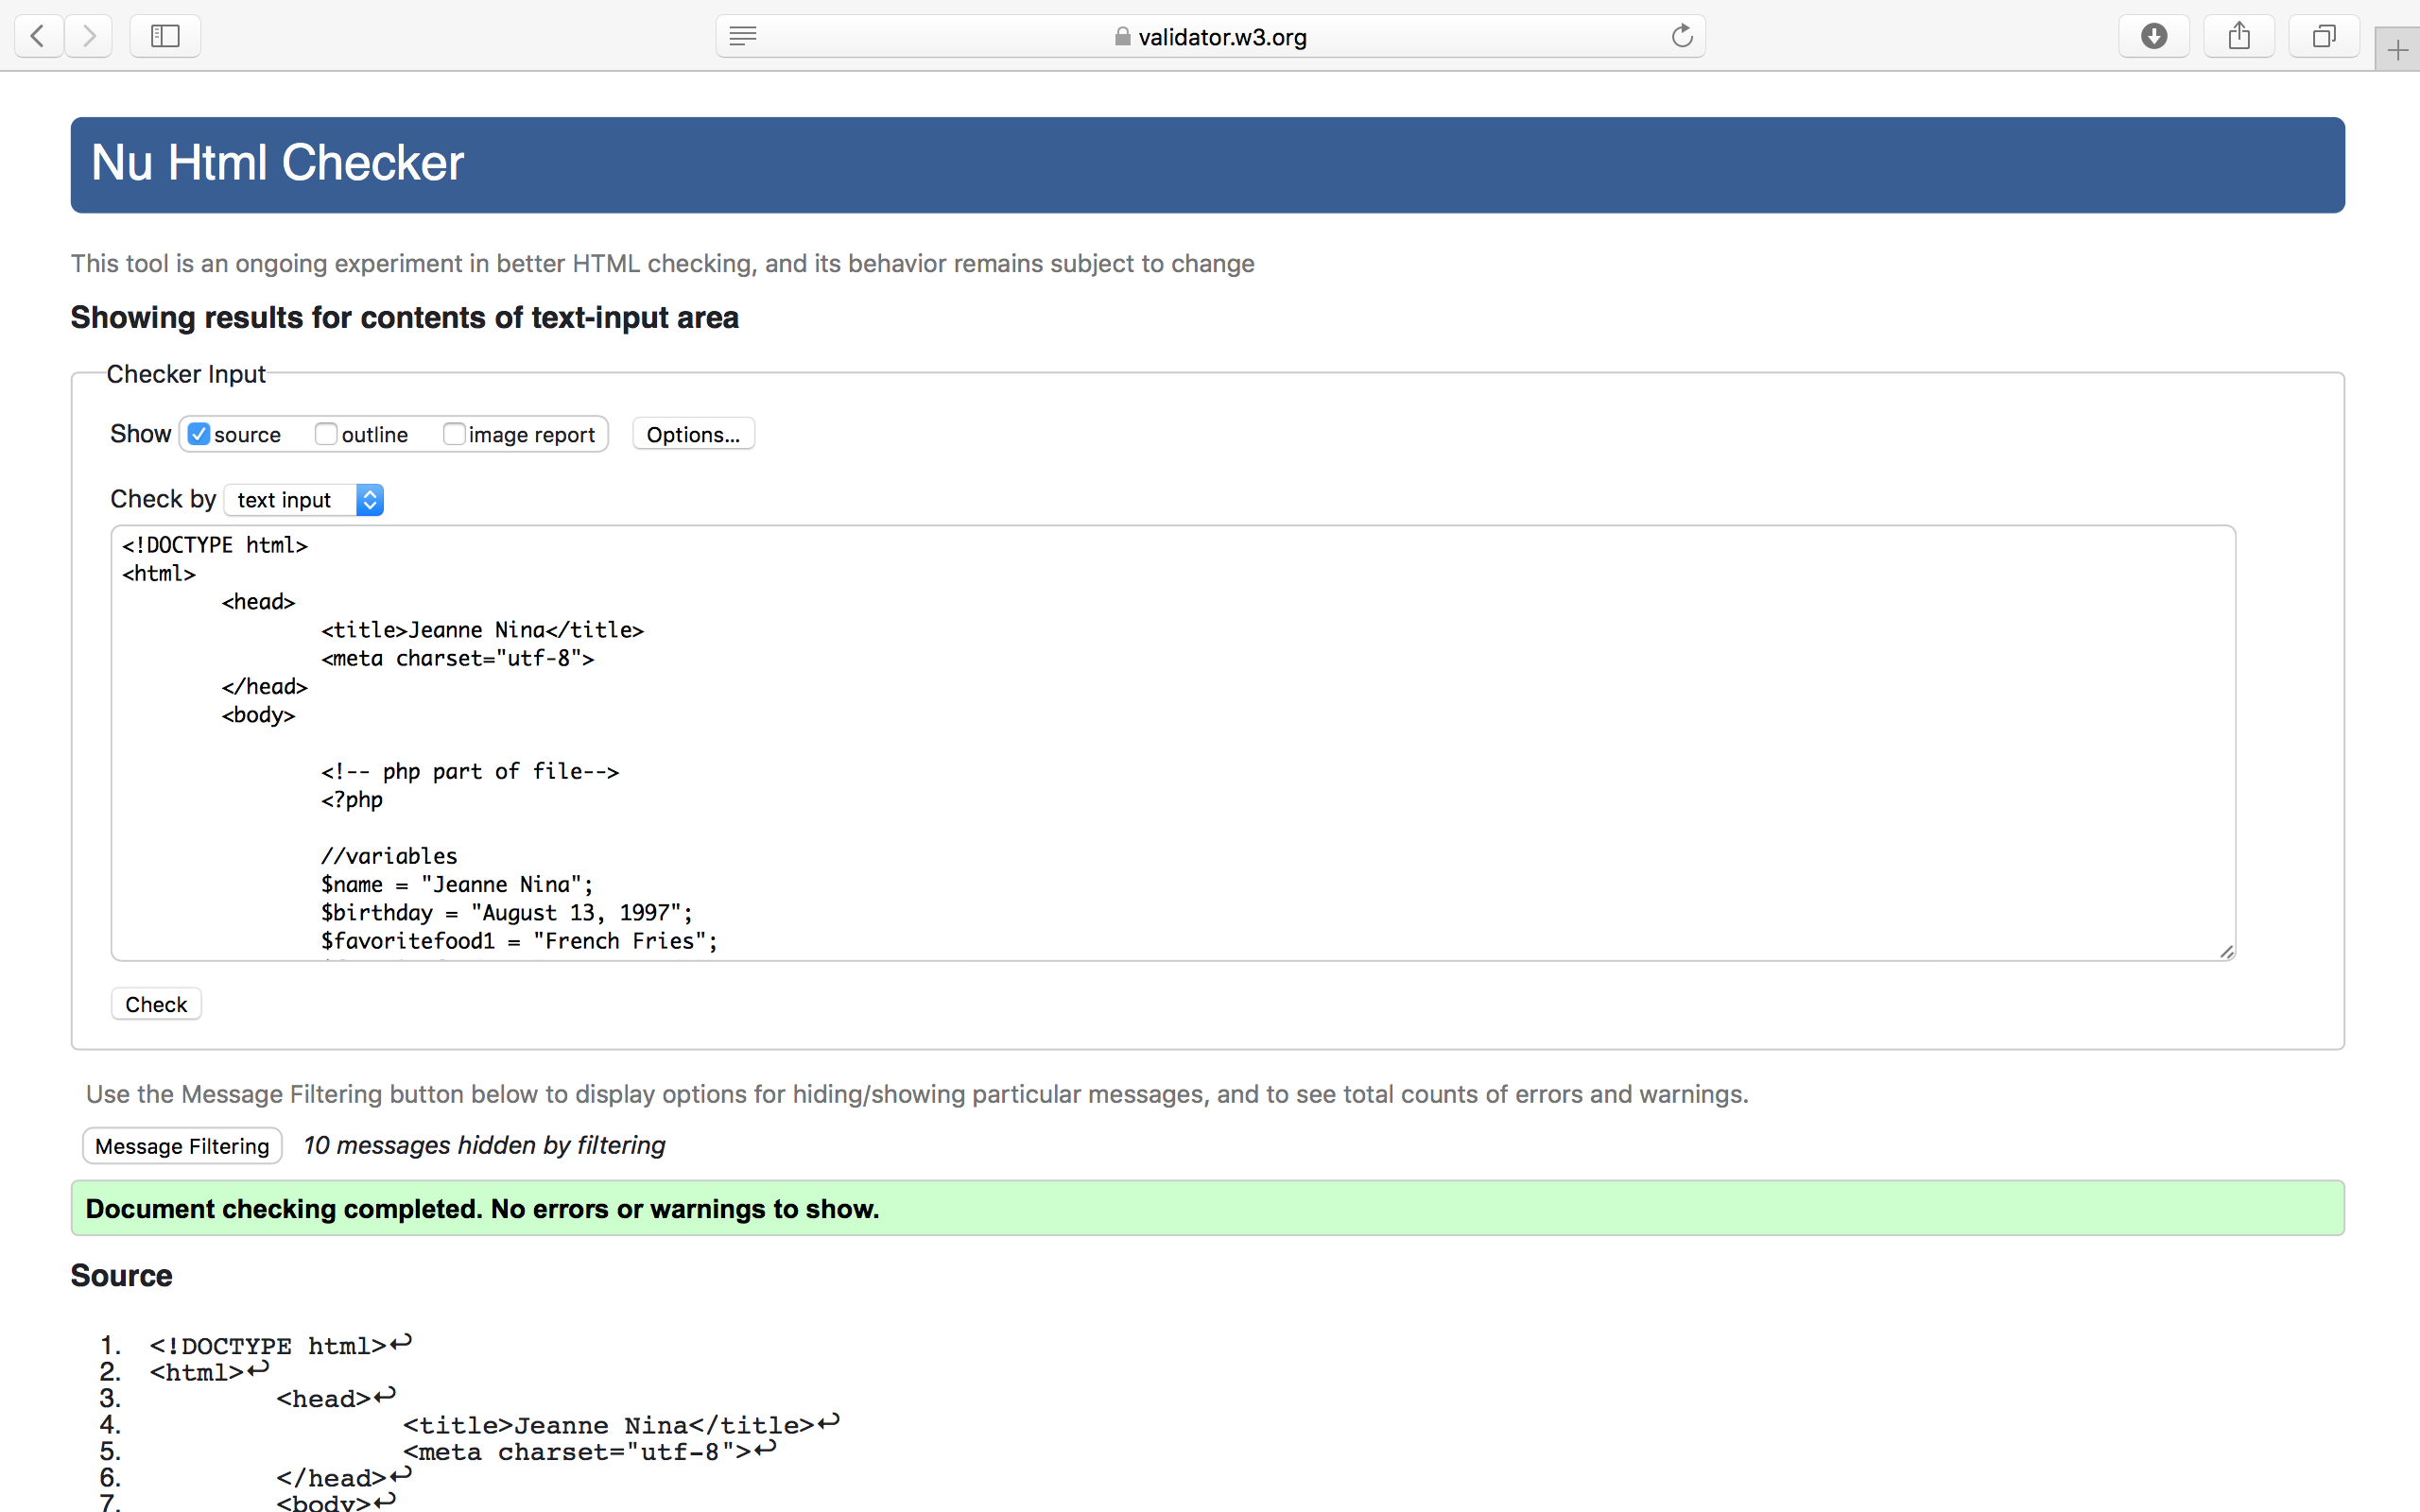 validator.w3.org
Nu Html Checker
This tool is an ongoing experiment in better HTML checking, and its behavior remains subject to change
Showing results for contents of text-input area
Checker Input
Show source outline image report Options...
Check by text input
<!DOCTYPE html>
<html>
<head>
<title>Jeanne Nina</title>
<meta charset="utf-8">
</head>
<body>
<!-- php part of file-->
<?php
//variables
$name = "Jeanne Nina";
$birthday = "August 13, 1997";
$favoritefood1 = "French Fries";
Check
Use the Message Filtering button below to display options for hiding/showing particular messages, and to see total counts of errors and warnings.
Message Filtering 10 messages hidden by filtering
Document checking completed. No errors or warnings to show.
Source
1. <!DOCTYPE html>↩
2. <html>↩
3. <head>↩
4. <title>Jeanne Nina</title>↩
5. <meta charset="utf-8">↩
6. </head>↩
7. <body>↩